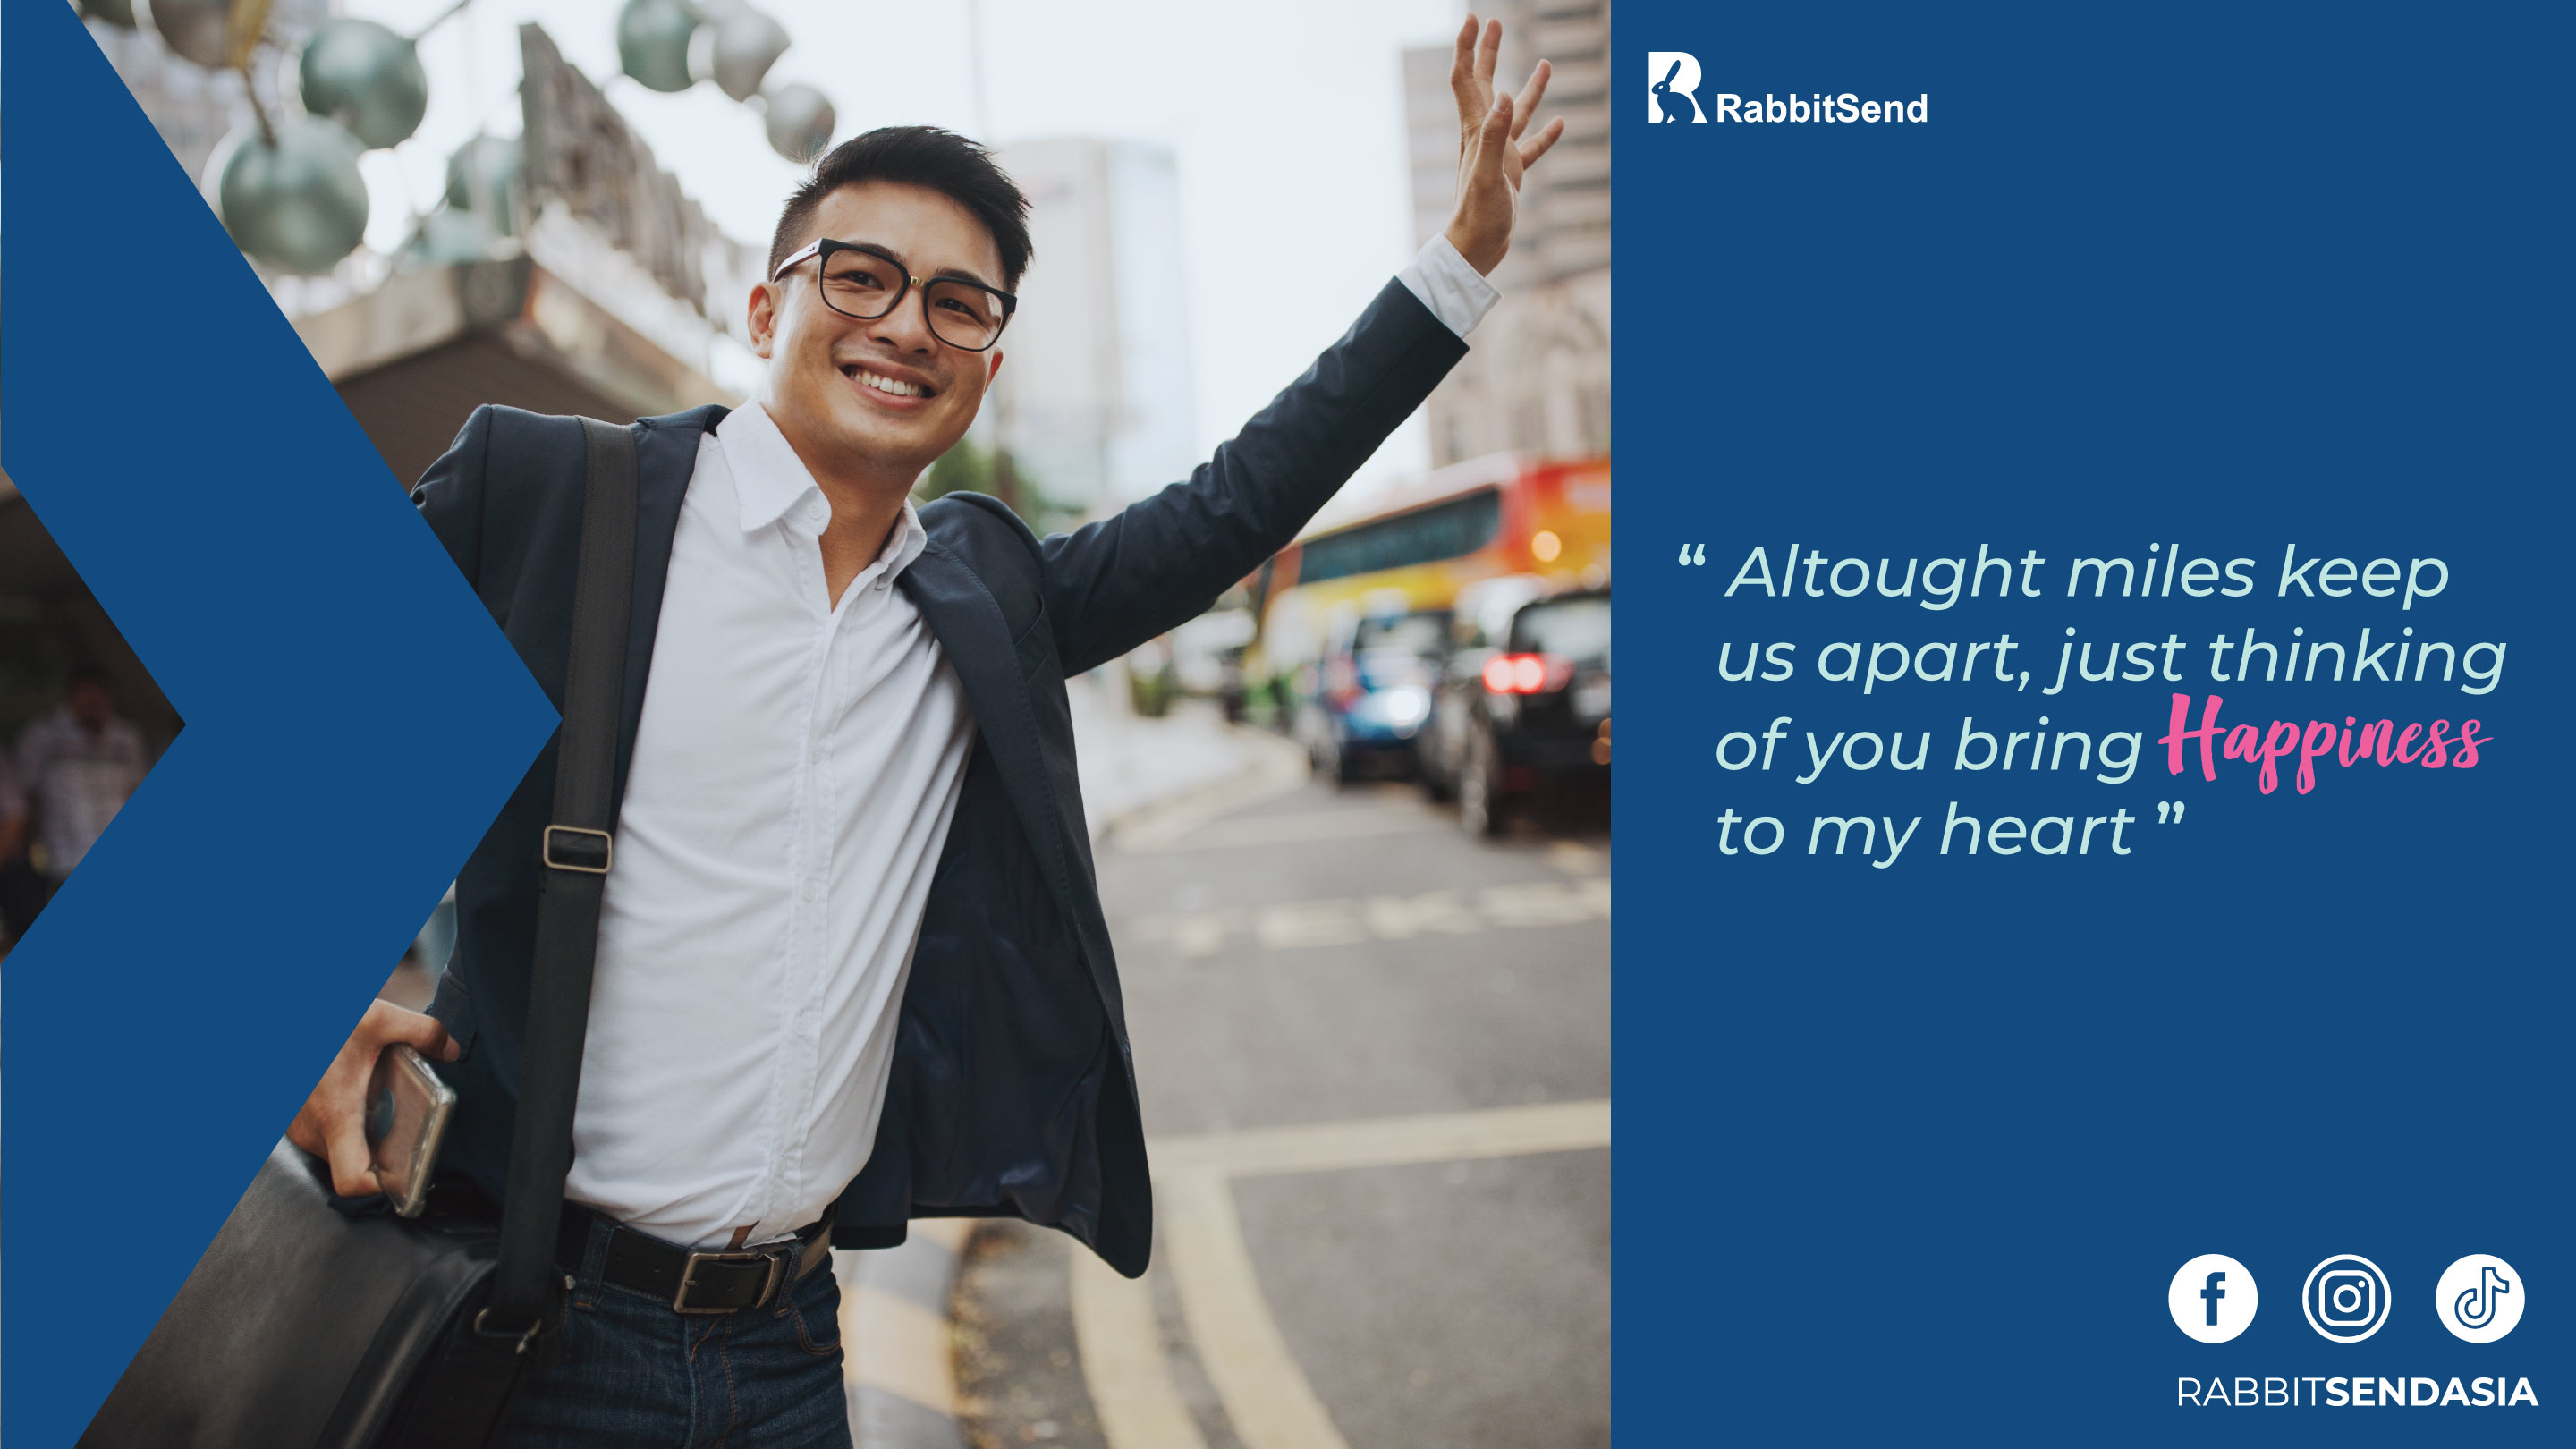 RabbitSend
“ Altought miles keep
us apart, just thinking
of you bring Happiness
to my heart ”
RABBITSENDASIA